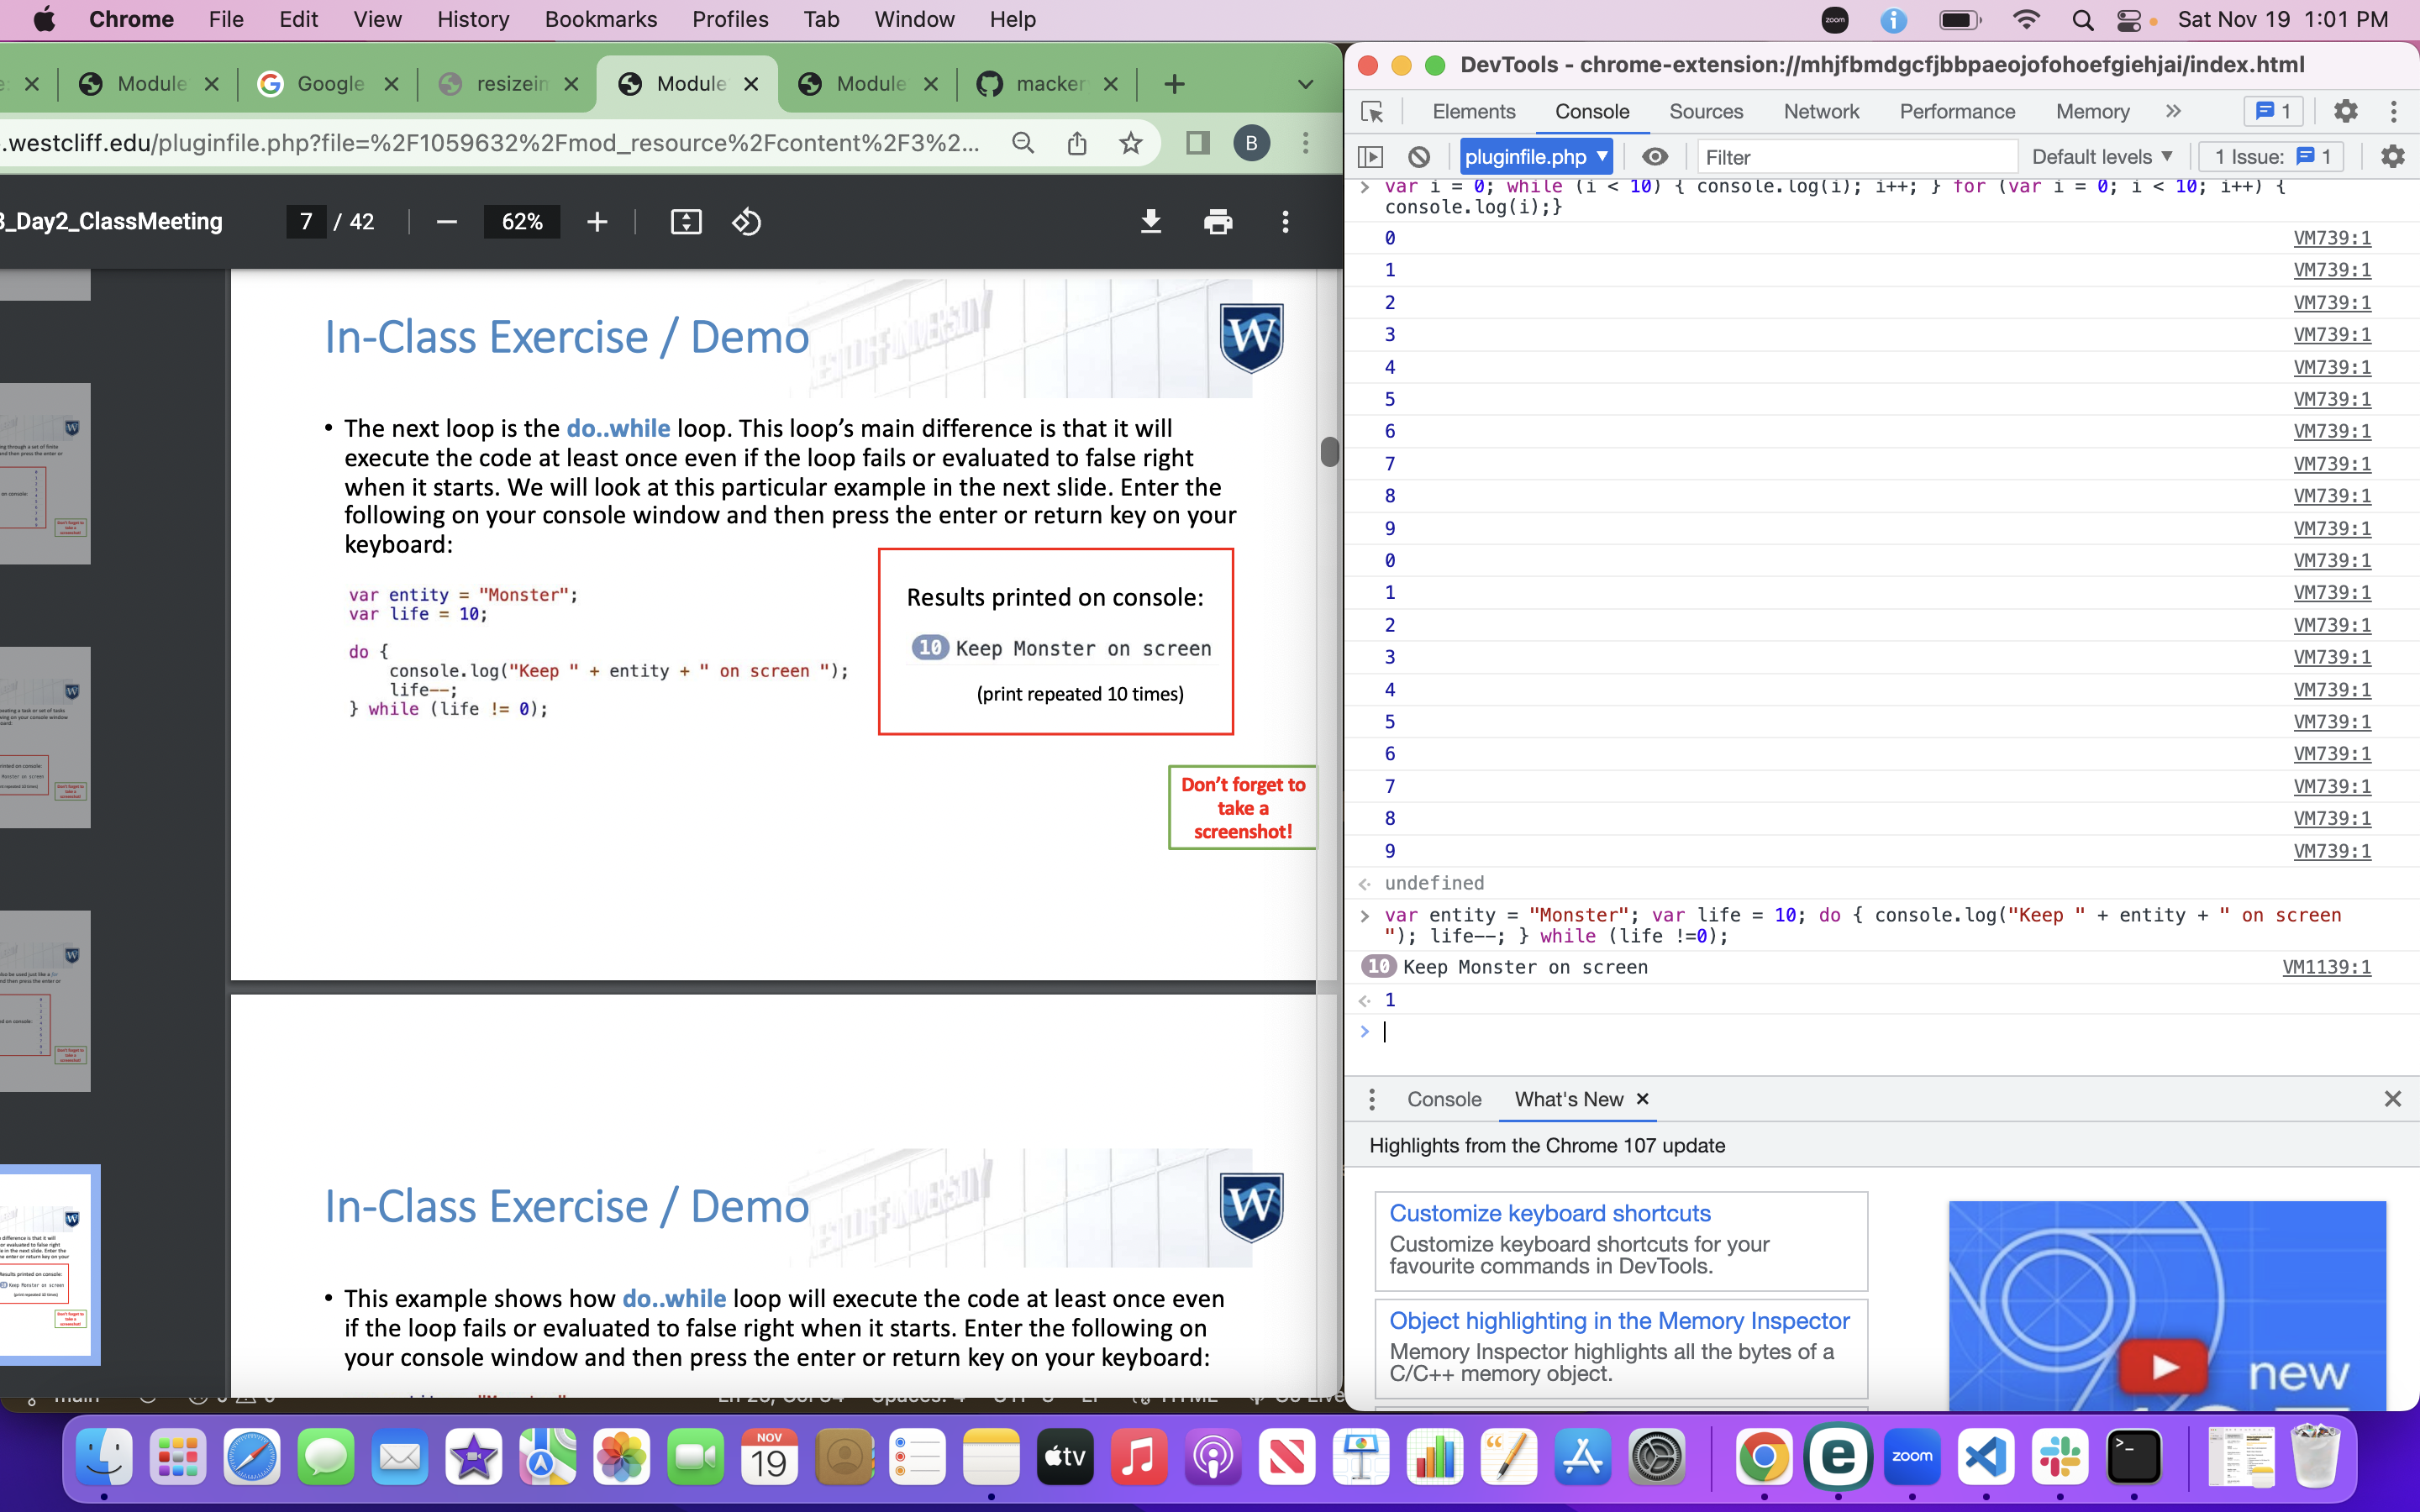 Chrome File Edit View History Bookmarks Profiles Tab Window Help
zoom
Sat Nov 19 1:01 PM
Module
Google
resizein
Module
Module
macker
.westcliff.edu/pluginfile.php?file=%2F1059632%2Fmod_resource%2Fcontent%2F3%2...
B
3_Day2_ClassMeeting
7 / 42
62%
In-Class Exercise / Demo
W
• The next loop is the do..while loop. This loop’s main difference is that it will
execute the code at least once even if the loop fails or evaluated to false right
when it starts. We will look at this particular example in the next slide. Enter the
following on your console window and then press the enter or return key on your
keyboard:
var entity = "Monster";
var life = 10;
do {
console.log("Keep " + entity + " on screen ");
life--;
} while (life != 0);
Results printed on console:
10 Keep Monster on screen
(print repeated 10 times)
Don’t forget to
take a
screenshot!
In-Class Exercise / Demo
W
• This example shows how do..while loop will execute the code at least once even
if the loop fails or evaluated to false right when it starts. Enter the following on
your console window and then press the enter or return key on your keyboard:
DevTools - chrome-extension://mhjfbmdgcfjbbpaeojofohoefgiehjai/index.html
Elements Console Sources Network Performance Memory
1
pluginfile.php ▼
Filter
Default levels ▼
1 Issue: 1
> var i = 0; while (i < 10) { console.log(i); i++; } for (var i = 0; i < 10; i++) {
console.log(i);}
0 VM739:1
1 VM739:1
2 VM739:1
3 VM739:1
4 VM739:1
5 VM739:1
6 VM739:1
7 VM739:1
8 VM739:1
9 VM739:1
0 VM739:1
1 VM739:1
2 VM739:1
3 VM739:1
4 VM739:1
5 VM739:1
6 VM739:1
7 VM739:1
8 VM739:1
9 VM739:1
undefined
> var entity = "Monster"; var life = 10; do { console.log("Keep " + entity + " on screen
"); life--; } while (life !=0);
10 Keep Monster on screen VM1139:1
1
>
Console
What's New
Highlights from the Chrome 107 update
Customize keyboard shortcuts
Customize keyboard shortcuts for your
favourite commands in DevTools.
Object highlighting in the Memory Inspector
Memory Inspector highlights all the bytes of a
C/C++ memory object.
new
NOV
19
tv
zoom